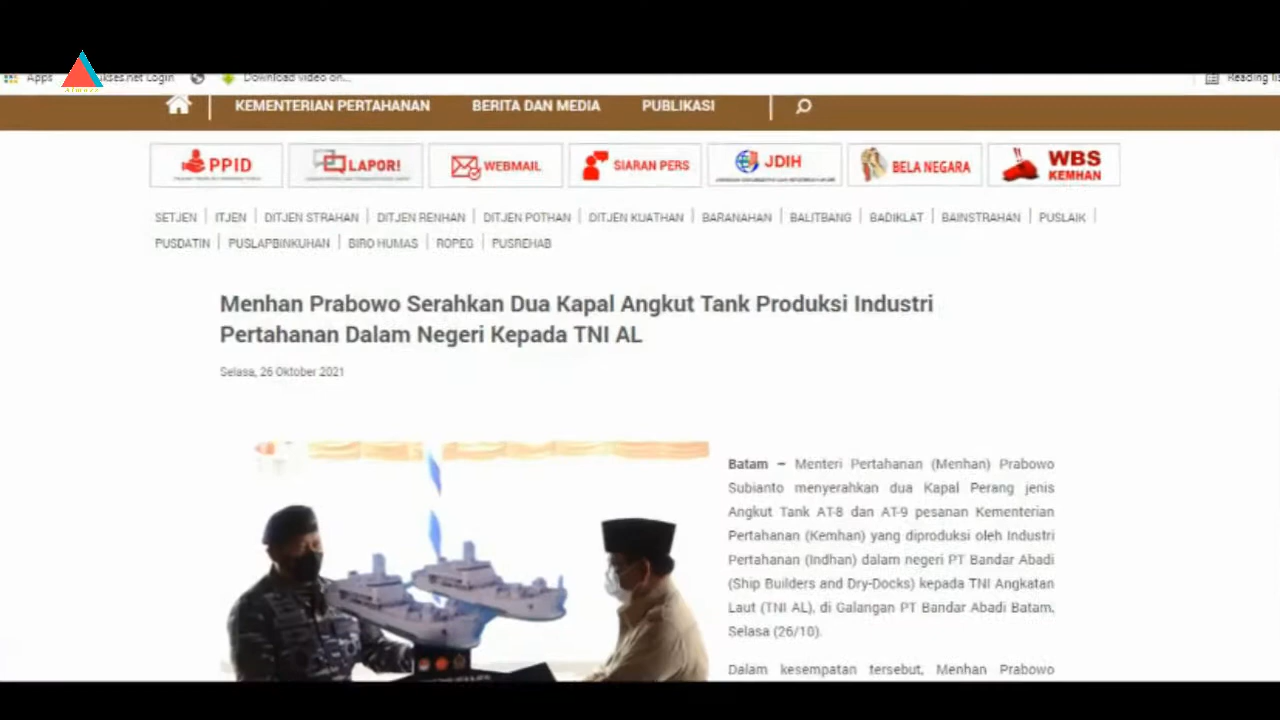 Apps
Login
Download video on...
Reading
KEMENTERIAN PERTAHANAN
BERITA DAN MEDIA
PUBLIKASI
PPID
LAPOR!
WEBMAIL
SIARAN PERS
JDIH
BELA NEGARA
WBS
KEMHAN
SETJEN | ITJEN | DITJEN STRAHAN | DITJEN RENHAN | DITJEN POTHAN | DITJEN KUATHAN | BARANAHAN | BALITBANG | BADIKLAT | BAINSTRAHAN | PUSLAIK |
PUSDATIN | PUSLAPBINKUHAN | BIRO HUMAS | ROPEG | PUSREHAB
Menhan Prabowo Serahkan Dua Kapal Angkut Tank Produksi Industri
Pertahanan Dalam Negeri Kepada TNI AL
Selasa, 26 Oktober 2021
Batam – Menteri Pertahanan (Menhan) Prabowo
Subianto menyerahkan dua Kapal Perang jenis
Angkut Tank AT-8 dan AT-9 pesanan Kementerian
Pertahanan (Kemhan) yang diproduksi oleh Industri
Pertahanan (Indhan) dalam negeri PT Bandar Abadi
(Ship Builders and Dry-Docks) kepada TNI Angkatan
Laut (TNI AL), di Galangan PT Bandar Abadi Batam,
Selasa (26/10).
Dalam kesempatan tersebut, Menhan Prabowo